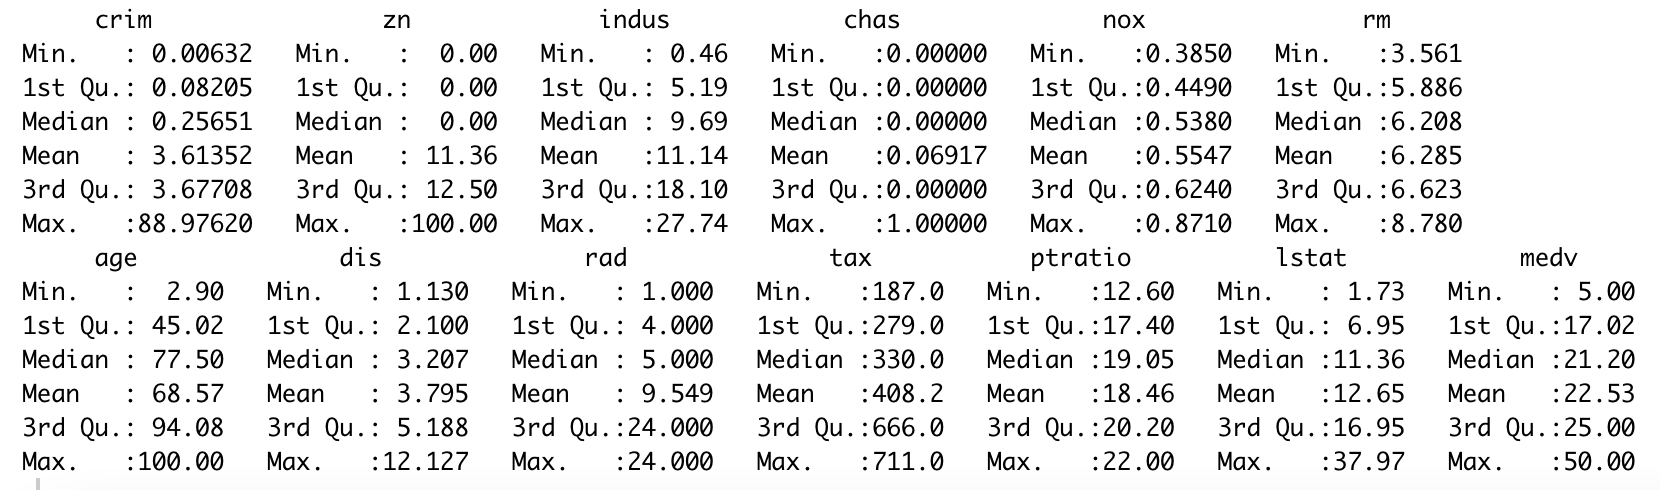 crim                zn             indus            chas              nox               rm
 Min.   : 0.00632   Min.   :  0.00   Min.   : 0.46   Min.   :0.00000   Min.   :0.3850   Min.   :3.561
 1st Qu.: 0.08205   1st Qu.:  0.00   1st Qu.: 5.19   1st Qu.:0.00000   1st Qu.:0.4490   1st Qu.:5.886
 Median : 0.25651   Median :  0.00   Median : 9.69   Median :0.00000   Median :0.5380   Median :6.208
 Mean   : 3.61352   Mean   : 11.36   Mean   :11.14   Mean   :0.06917   Mean   :0.5547   Mean   :6.285
 3rd Qu.: 3.67708   3rd Qu.: 12.50   3rd Qu.:18.10   3rd Qu.:0.00000   3rd Qu.:0.6240   3rd Qu.:6.623
 Max.   :88.97620   Max.   :100.00   Max.   :27.74   Max.   :1.00000   Max.   :0.8710   Max.   :8.780
      age              dis              rad              tax           ptratio          lstat            medv
 Min.   :  2.90   Min.   : 1.130   Min.   : 1.000   Min.   :187.0   Min.   :12.60   Min.   : 1.73   Min.   : 5.00
 1st Qu.: 45.02   1st Qu.: 2.100   1st Qu.: 4.000   1st Qu.:279.0   1st Qu.:17.40   1st Qu.: 6.95   1st Qu.:17.02
 Median : 77.50   Median : 3.207   Median : 5.000   Median :330.0   Median :19.05   Median :11.36   Median :21.20
 Mean   : 68.57   Mean   : 3.795   Mean   : 9.549   Mean   :408.2   Mean   :18.46   Mean   :12.65   Mean   :22.53
 3rd Qu.: 94.08   3rd Qu.: 5.188   3rd Qu.:24.000   3rd Qu.:666.0   3rd Qu.:20.20   3rd Qu.:16.95   3rd Qu.:25.00
 Max.   :100.00   Max.   :12.127   Max.   :24.000   Max.   :711.0   Max.   :22.00   Max.   :37.97   Max.   :50.00